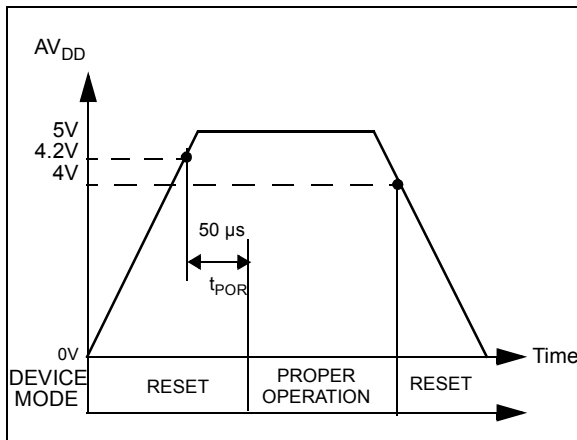 AVDD
5V
4.2V
4V
50 µs
tPOR
0V
Time
DEVICE
MODE
RESET
PROPER
OPERATION
RESET